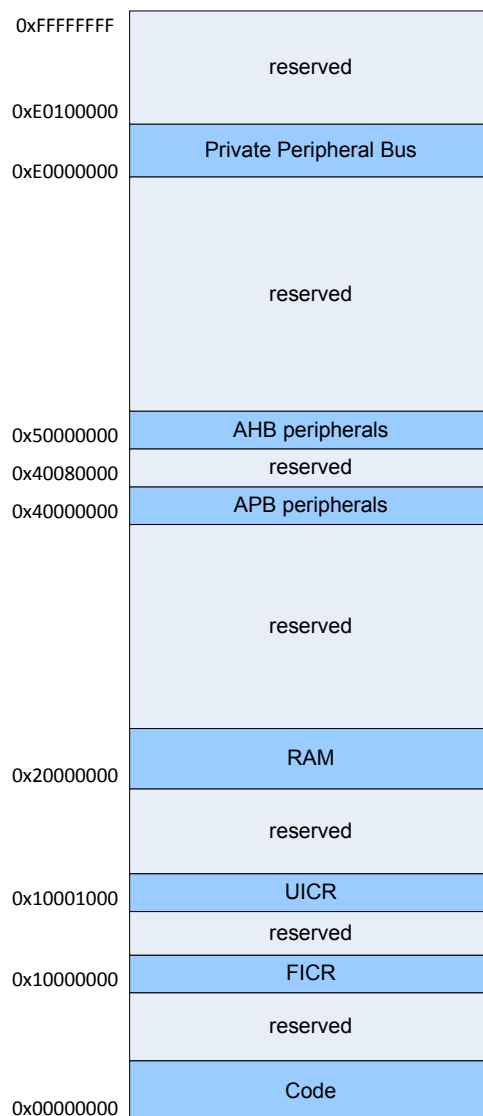 0xFFFFFFFF
reserved
0xE0100000
Private Peripheral Bus
0xE0000000
reserved
AHB peripherals
0x50000000
reserved
0x40080000
APB peripherals
0x40000000
reserved
RAM
0x20000000
reserved
UICR
0x10001000
reserved
FICR
0x10000000
reserved
Code
0x00000000